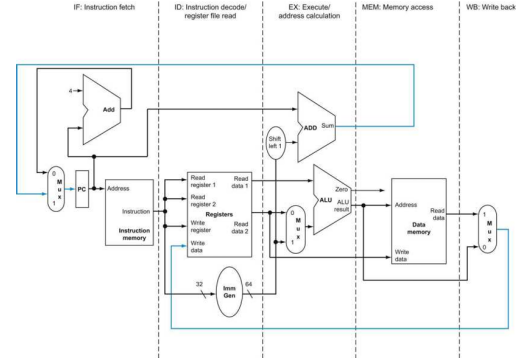 IF: Instruction fetch
ID: Instruction decode/
register file read
EX: Execute/
address calculation
MEM: Memory access
WB: Write back
4
Add
ADD
Sum
Shift
left 1
0
M
u
x
1
PC
Address
Instruction
Instruction
memory
Read
register 1
Read
register 2
Registers
Write
register
Write
data
Read
data 1
Read
data 2
0
M
u
x
1
Zero
ALU
ALU
result
Address
Read
data
Data
memory
Write
data
1
M
u
x
0
32
Imm
Gen
64